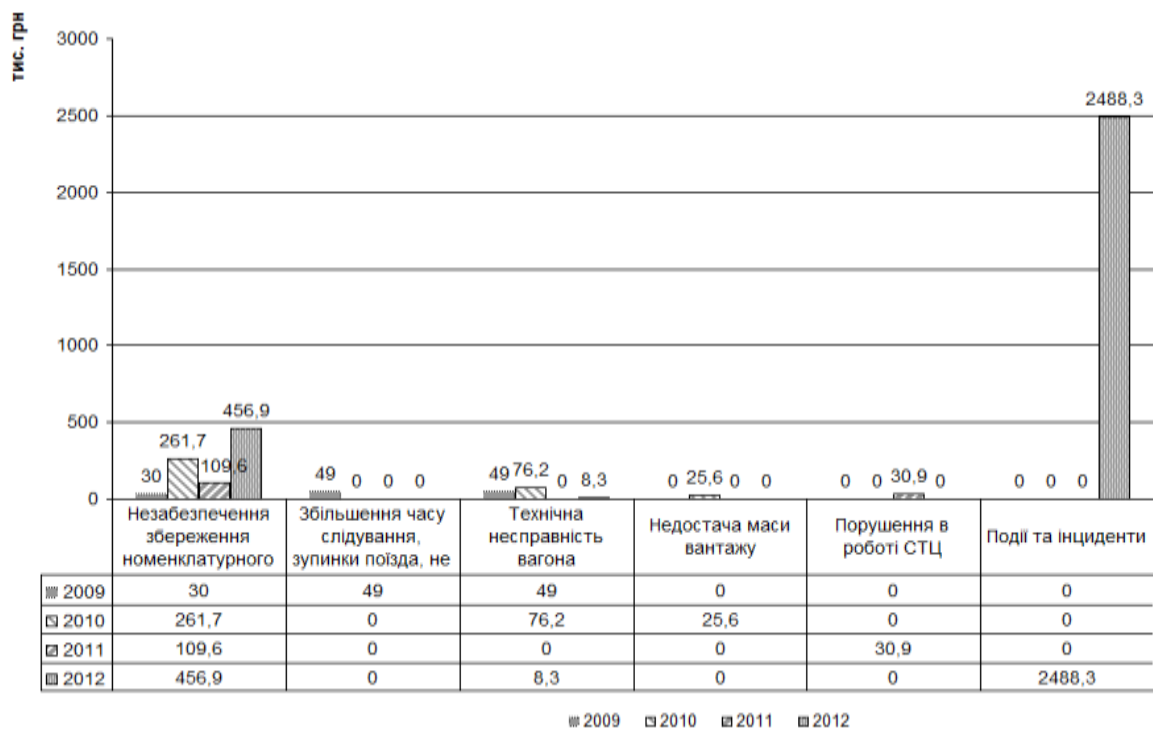 тис. грн
3000
2500
2000
1500
1000
500
0
30 261,7 109,6 456,9 49 0 0 0 49 76,2 0 8,3 0 25,6 0 0 0 0 30,9 0 0 0 0 2488,3
Незабезпечення збереження номенклатурного
Збільшення часу слідування, зупинки поїзда, не
Технічна несправність вагона
Недостача маси вантажу
Порушення в роботі СТЦ
Події та інциденти
2009 30 49 49 0 0 0
2010 261,7 0 76,2 25,6 0 0
2011 109,6 0 0 0 30,9 0
2012 456,9 0 8,3 0 0 2488,3
2009 2010 2011 2012